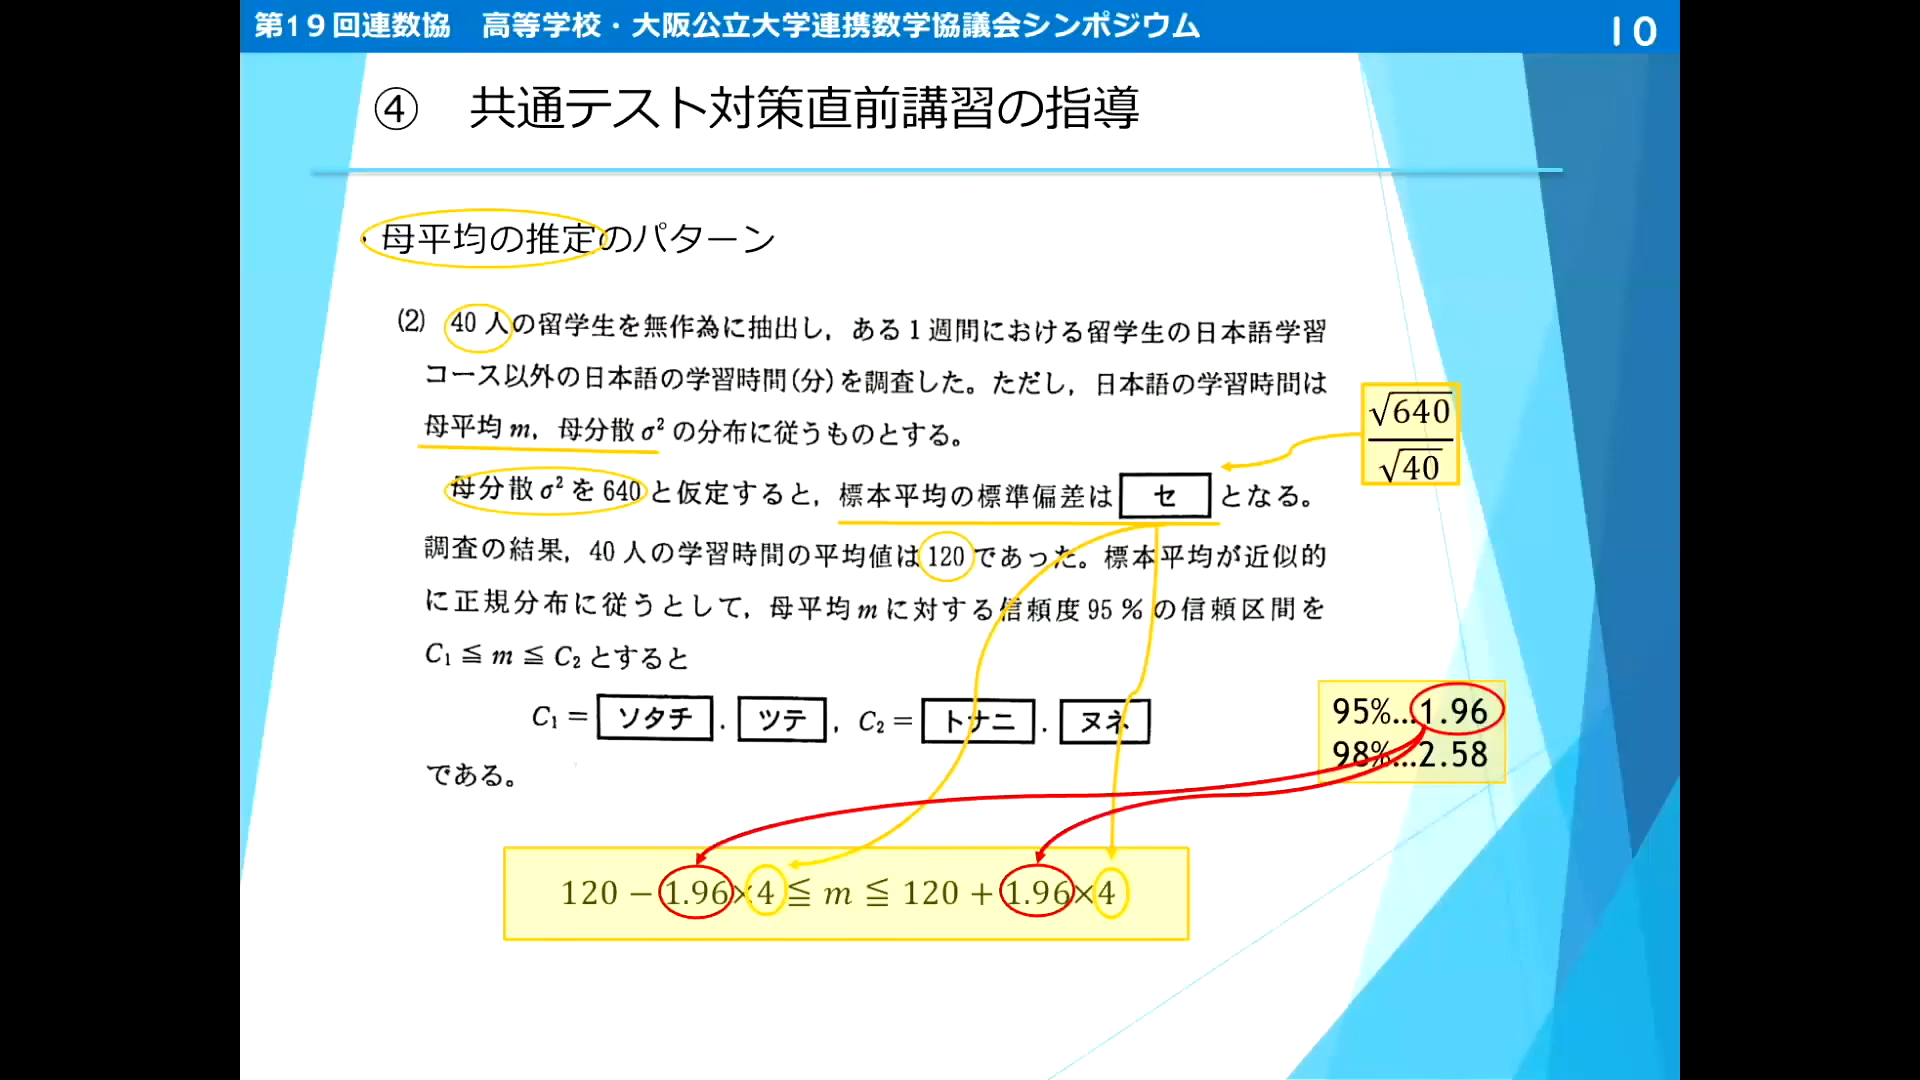 第19回連数協　高等学校・大阪公立大学連携数学協議会シンポジウム
10
④　共通テスト対策直前講習の指導
・母平均の推定のパターン
(2)　40 人の留学生を無作為に抽出し，ある1週間における留学生の日本語学習
コース以外の日本語の学習時間(分)を調査した。ただし，日本語の学習時間は
母平均 m，母分散 σ² の分布に従うものとする。
母分散 σ² を 640 と仮定すると，標本平均の標準偏差は セ となる。
√640
√40
調査の結果，40 人の学習時間の平均値は 120 であった。標本平均が近似的
に正規分布に従うとして，母平均 m に対する信頼度 95 % の信頼区間を
C₁ ≦ m ≦ C₂ とすると
C₁ = ソタチ . ツテ ， C₂ = トナニ . ヌネ
95%…1.96
98%…2.58
である。
120 − 1.96×4 ≦ m ≦ 120 + 1.96×4